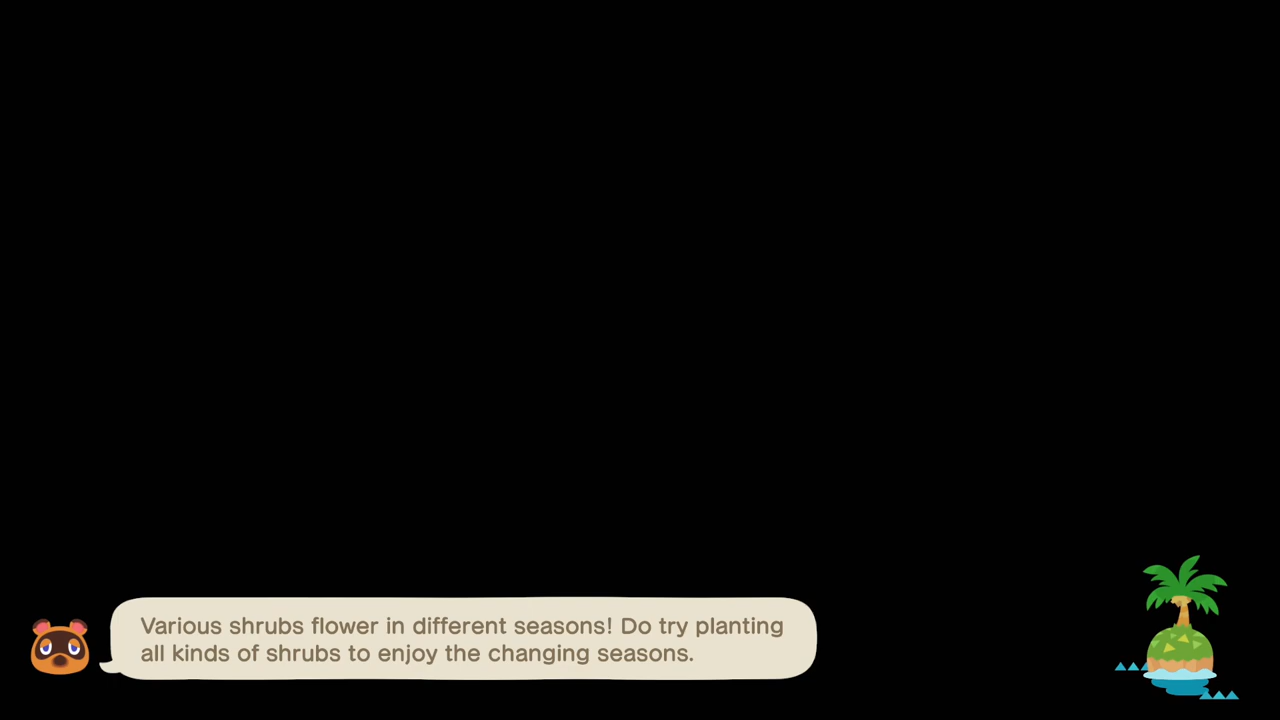 Various shrubs flower in different seasons! Do try planting
all kinds of shrubs to enjoy the changing seasons.